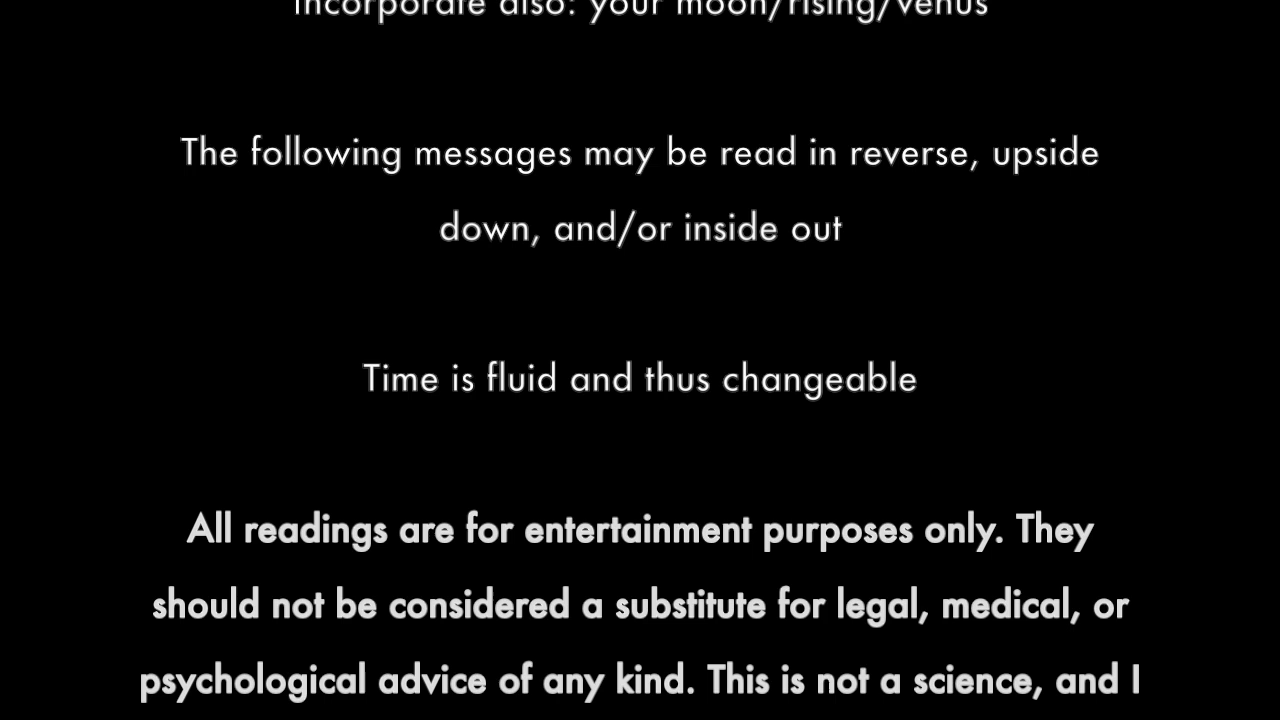 incorporate also: your moon/rising/venus
The following messages may be read in reverse, upside
down, and/or inside out
Time is fluid and thus changeable
All readings are for entertainment purposes only. They
should not be considered a substitute for legal, medical, or
psychological advice of any kind. This is not a science, and I